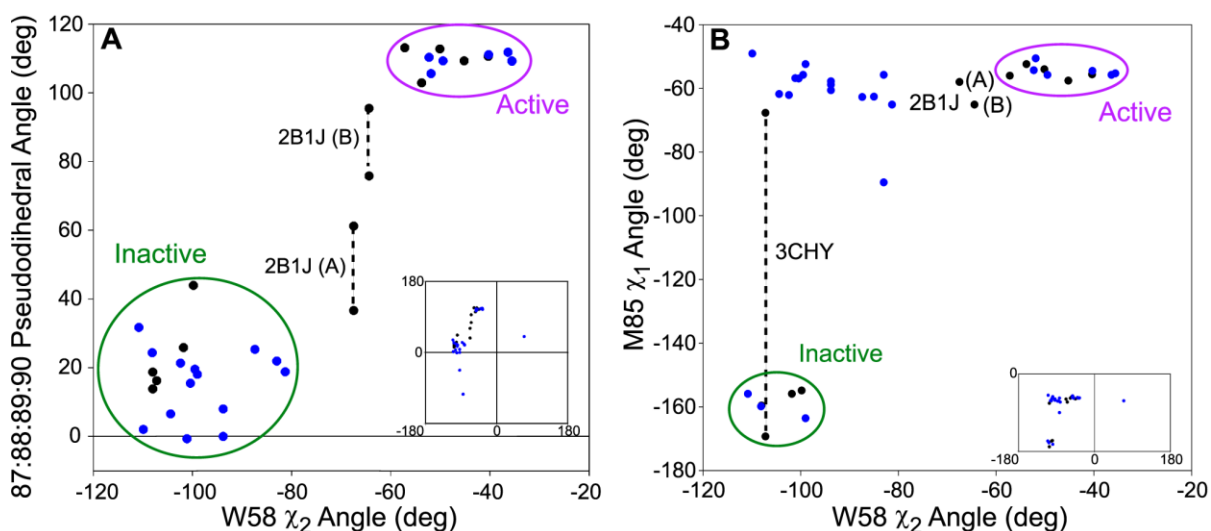 A
120
100
80
60
40
20
0
-120
-100
-80
-60
-40
-20
87:88:89:90 Pseudodihedral Angle (deg)
W58 χ2 Angle (deg)
Active
2B1J (B)
2B1J (A)
Inactive
180
0
-180
0
180
B
-40
-60
-80
-100
-120
-140
-160
-180
-120
-100
-80
-60
-40
-20
M85 χ1 Angle (deg)
W58 χ2 Angle (deg)
(A)
2B1J
(B)
Active
3CHY
Inactive
0
-180
-180
0
180